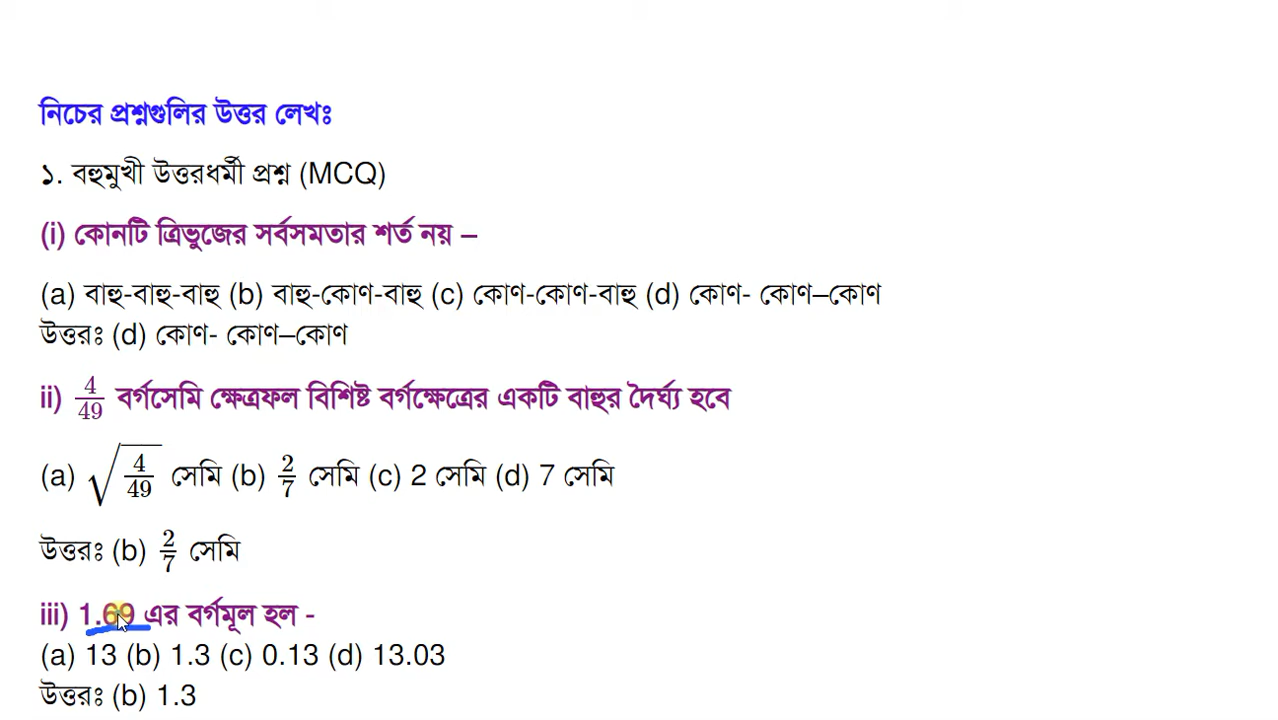 নিচের প্রশ্নগুলির উত্তর লেখঃ
১. বহুমুখী উত্তরধর্মী প্রশ্ন (MCQ)
(i) কোনটি ত্রিভুজের সর্বসমতার শর্ত নয় –
(a) বাহু-বাহু-বাহু (b) বাহু-কোণ-বাহু (c) কোণ-কোণ-বাহু (d) কোণ- কোণ–কোণ
উত্তরঃ (d) কোণ- কোণ–কোণ
ii) 4/49 বর্গসেমি ক্ষেত্রফল বিশিষ্ট বর্গক্ষেত্রের একটি বাহুর দৈর্ঘ্য হবে
(a) √(4/49) সেমি (b) 2/7 সেমি (c) 2 সেমি (d) 7 সেমি
উত্তরঃ (b) 2/7 সেমি
iii) 1.69 এর বর্গমূল হল -
(a) 13 (b) 1.3 (c) 0.13 (d) 13.03
উত্তরঃ (b) 1.3